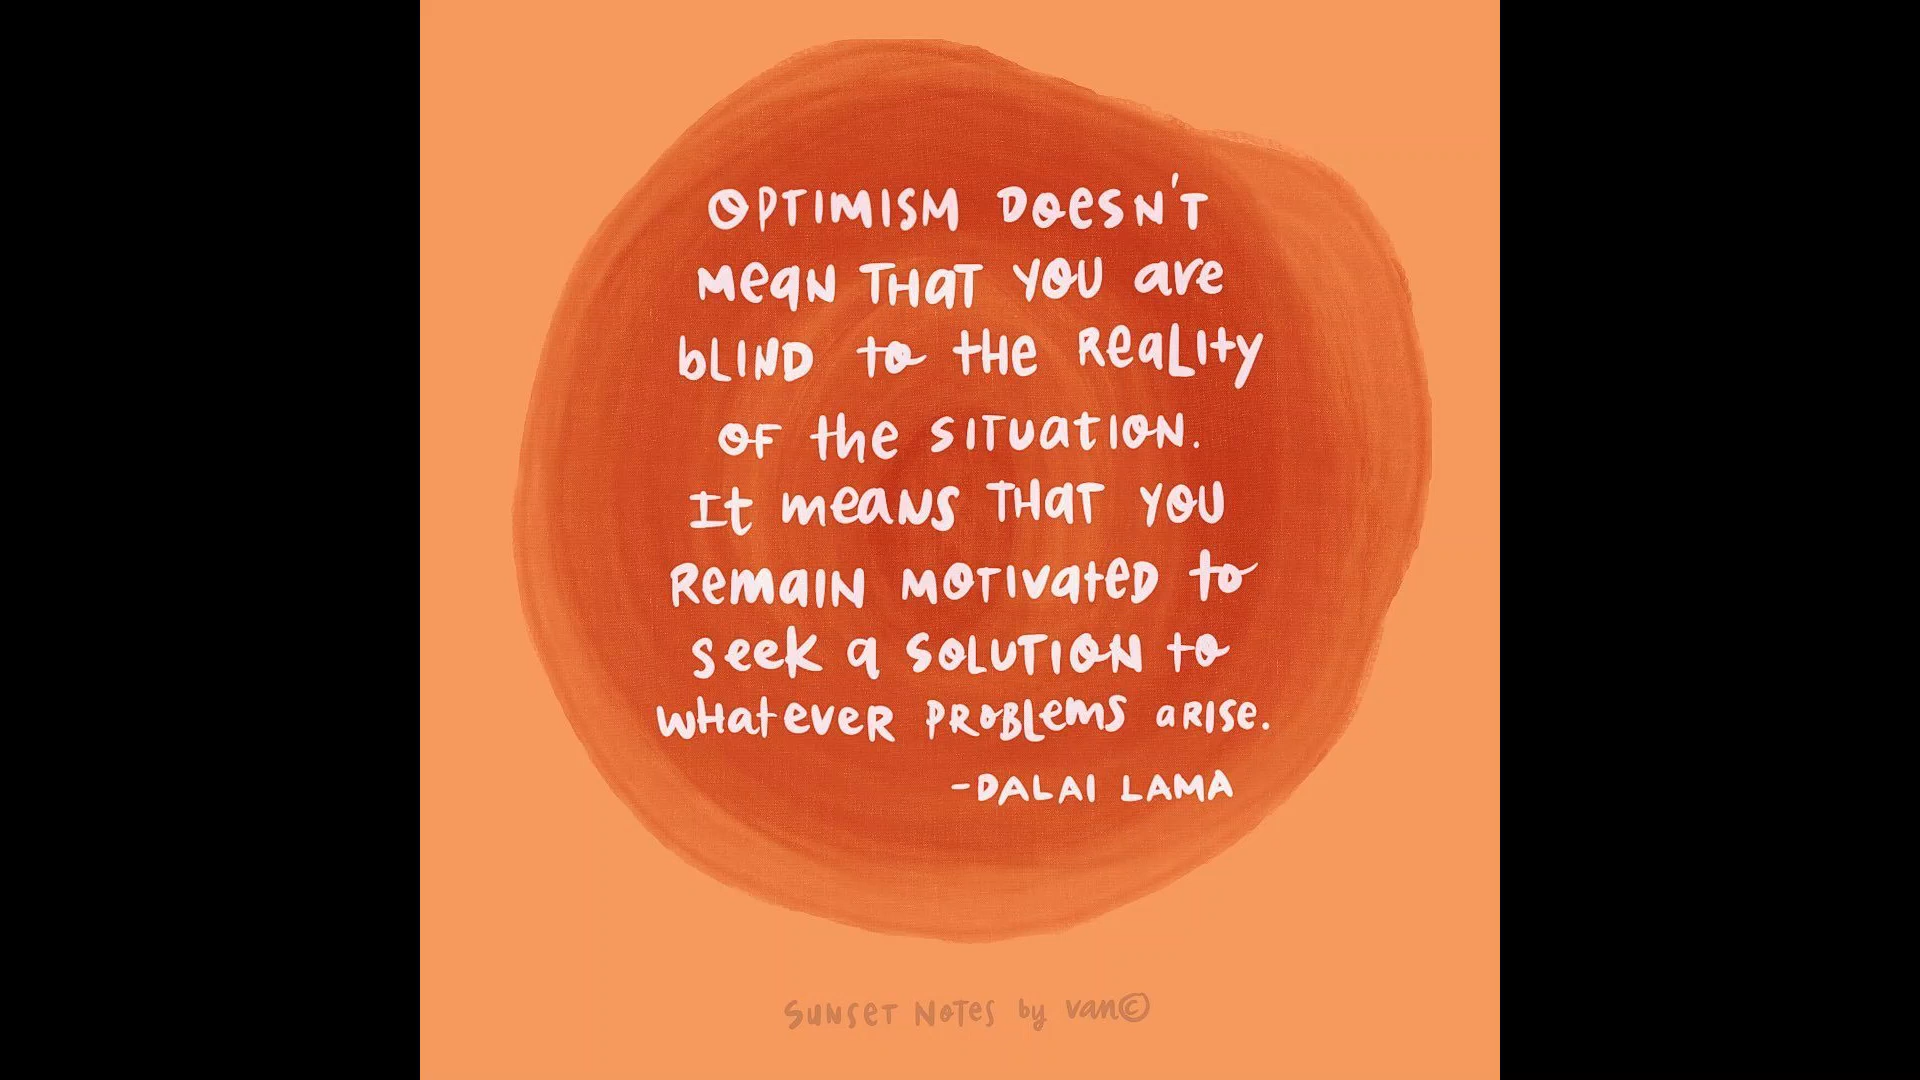 OPTIMISM DOESN'T
MEAN THAT YOU ARE
BLIND TO THE REALITY
OF THE SITUATION.
IT MEANS THAT YOU
REMAIN MOTIVATED TO
SEEK A SOLUTION TO
WHATEVER PROBLEMS ARISE.
-DALAI LAMA
SUNSET NOTES by van©